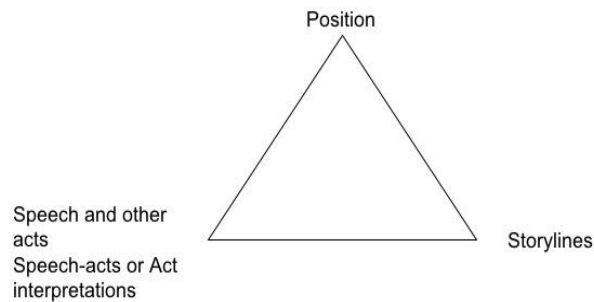 Position
Speech and other
acts
Speech-acts or Act
interpretations
Storylines